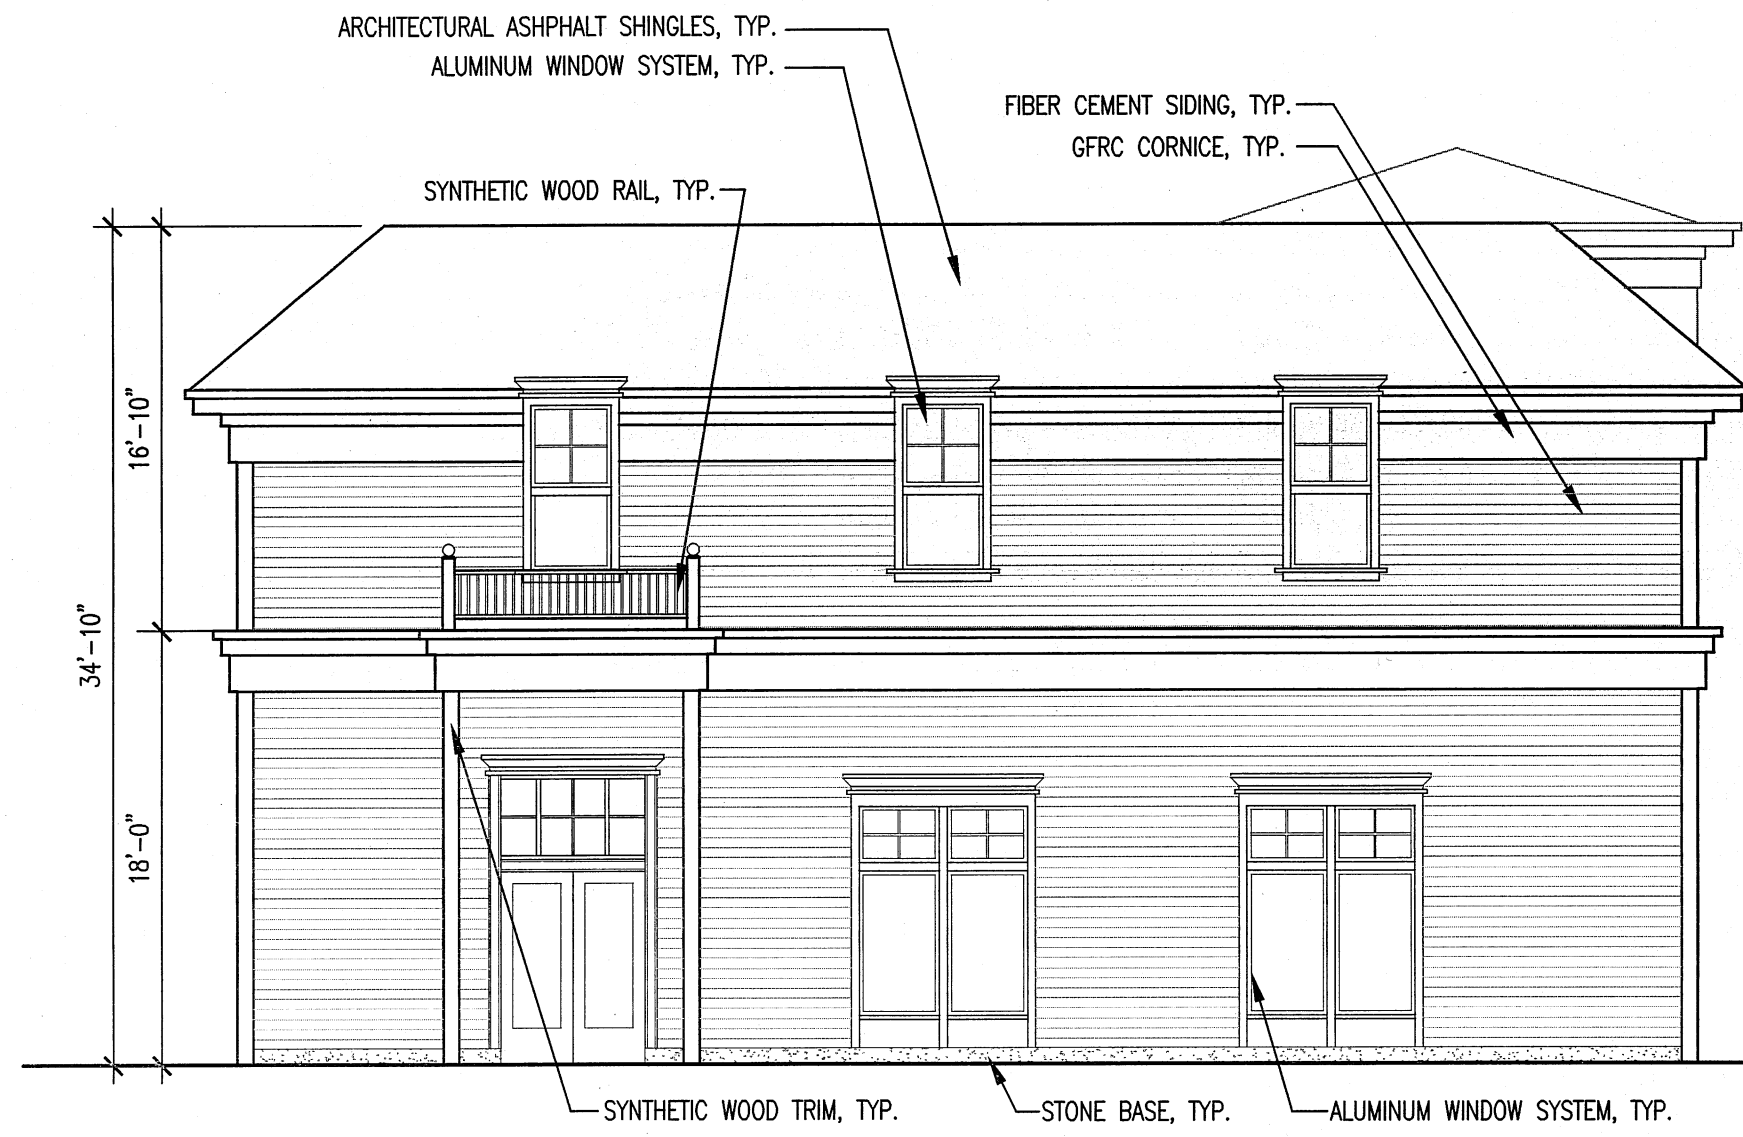 ARCHITECTURAL ASHPHALT SHINGLES, TYP.
ALUMINUM WINDOW SYSTEM, TYP.
FIBER CEMENT SIDING, TYP.
GFRC CORNICE, TYP.
SYNTHETIC WOOD RAIL, TYP.
16'-10"
34'-10"
18'-0"
SYNTHETIC WOOD TRIM, TYP.
STONE BASE, TYP.
ALUMINUM WINDOW SYSTEM, TYP.